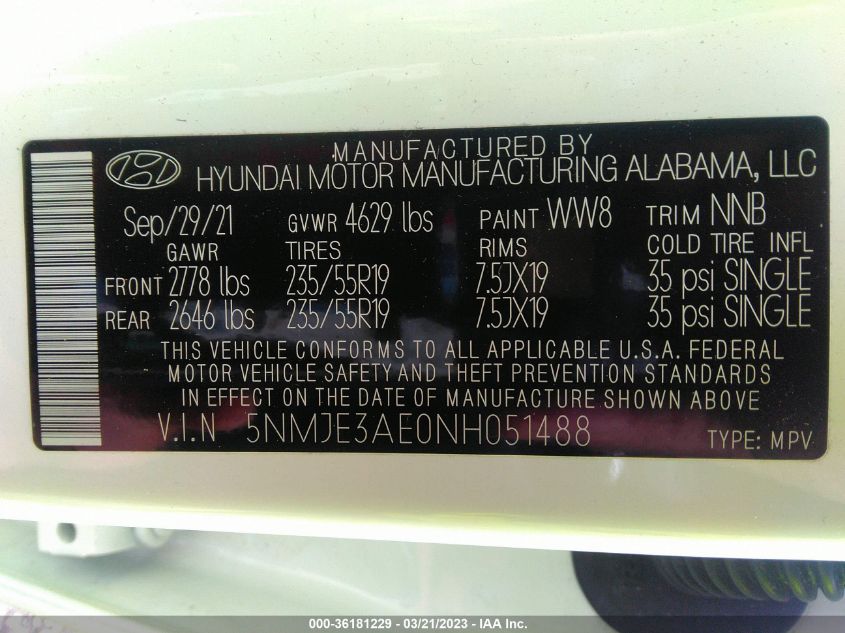 MANUFACTURED BY
HYUNDAI MOTOR MANUFACTURING ALABAMA, LLC
Sep/29/21 GVWR 4629 lbs PAINT WW8 TRIM NNB
GAWR TIRES RIMS COLD TIRE INFL
FRONT 2778 lbs 235/55R19 7.5JX19 35 psi SINGLE
REAR 2646 lbs 235/55R19 7.5JX19 35 psi SINGLE
THIS VEHICLE CONFORMS TO ALL APPLICABLE U.S.A. FEDERAL
MOTOR VEHICLE SAFETY AND THEFT PREVENTION STANDARDS
IN EFFECT ON THE DATE OF MANUFACTURE SHOWN ABOVE
V.I.N 5NMJE3AE0NH051488 TYPE: MPV
000-36181229 - 03/21/2023 - IAA Inc.